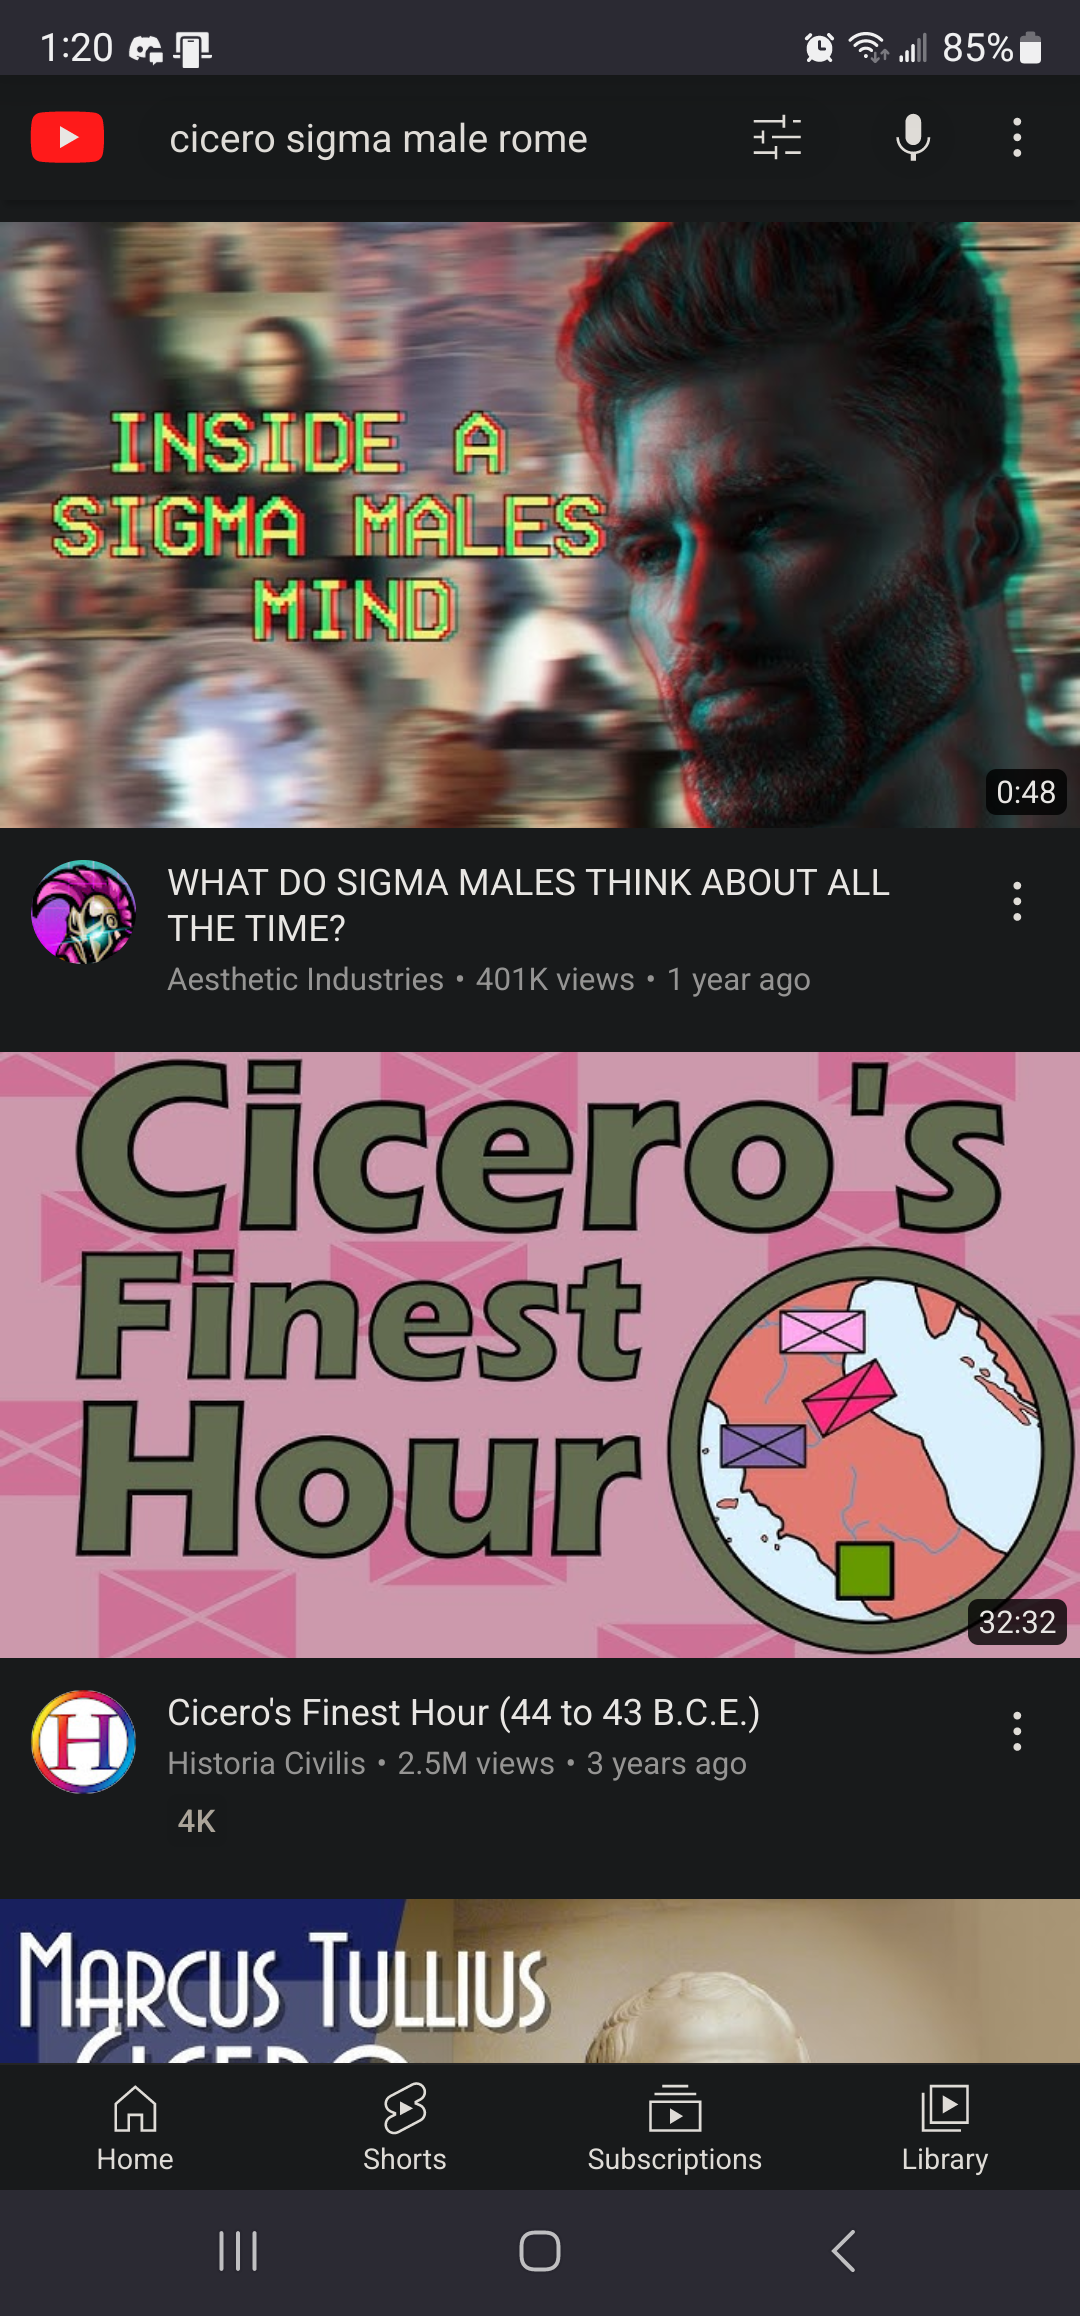 1:20
85%
cicero sigma male rome
INSIDE A
SIGMA MALES
MIND
0:48
WHAT DO SIGMA MALES THINK ABOUT ALL
THE TIME?
Aesthetic Industries • 401K views • 1 year ago
Cicero's
Finest
Hour
32:32
H
Cicero's Finest Hour (44 to 43 B.C.E.)
Historia Civilis • 2.5M views • 3 years ago
4K
MARCUS TULLIUS
CICERO
Home
Shorts
Subscriptions
Library